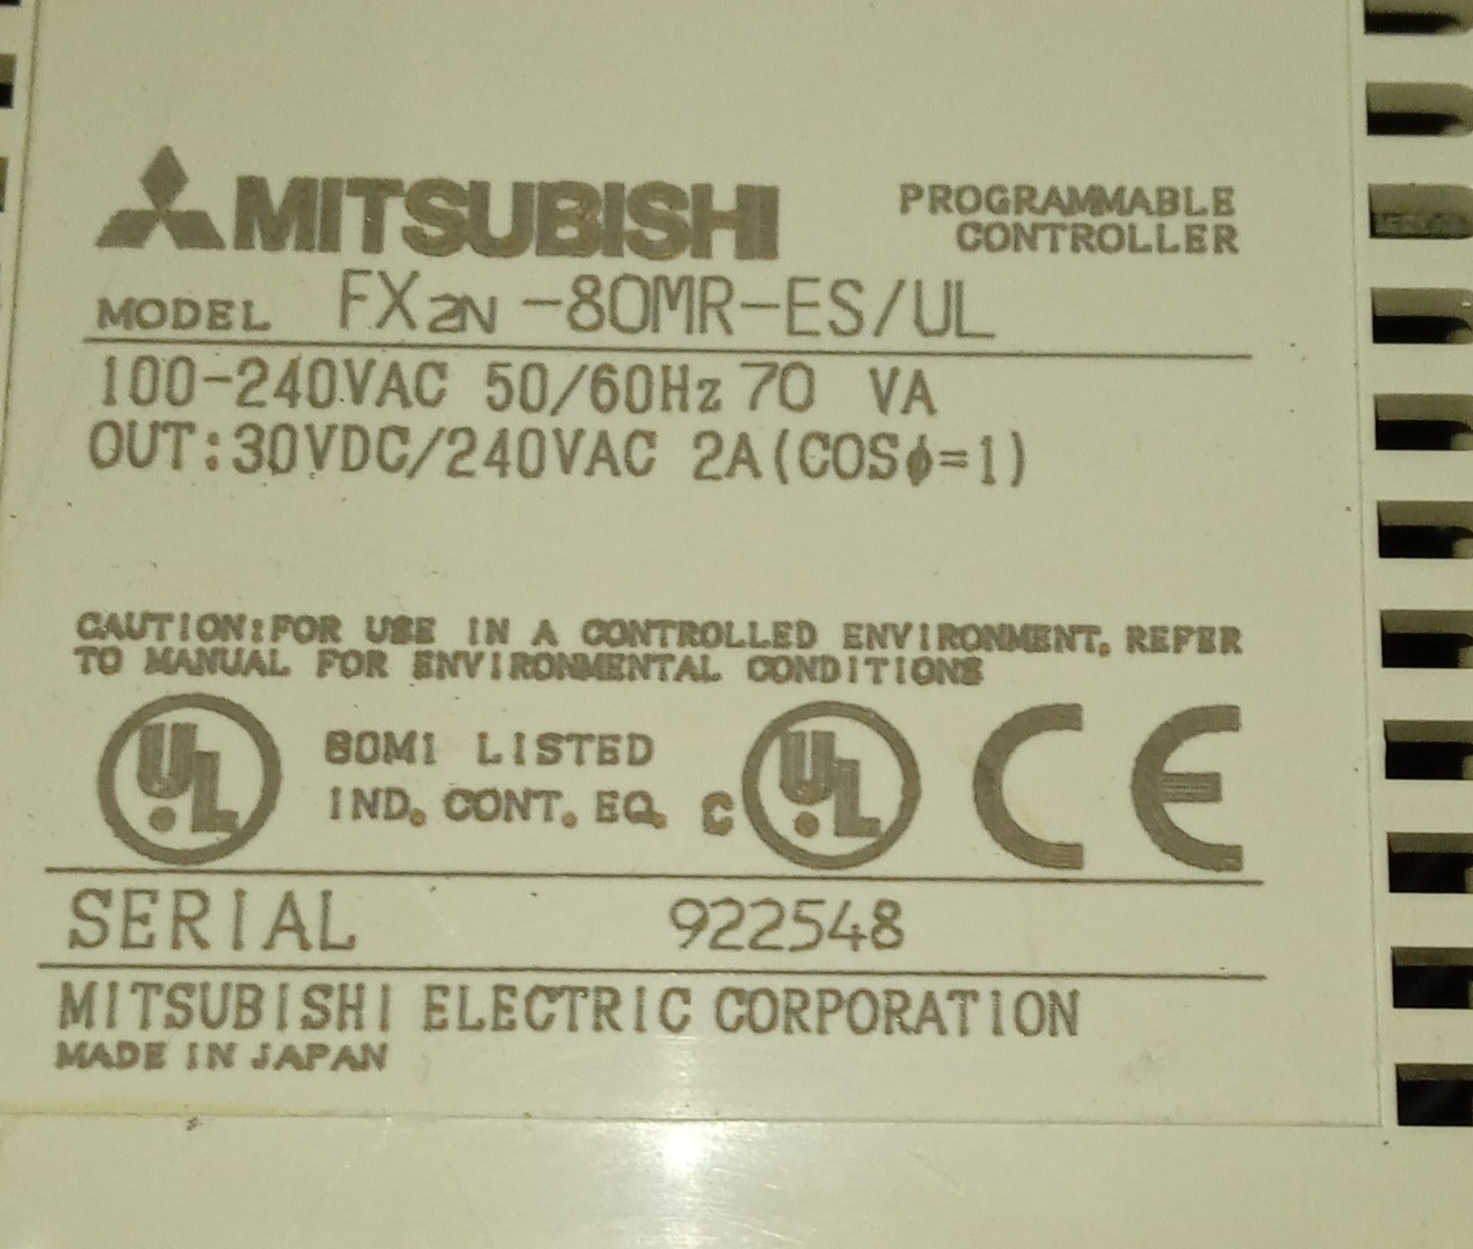 MITSUBISHI
PROGRAMMABLE
CONTROLLER
MODEL FX2N-80MR-ES/UL
100-240VAC 50/60Hz 70 VA
OUT:30VDC/240VAC 2A(COSϕ=1)
CAUTION:FOR USE IN A CONTROLLED ENVIRONMENT. REFER
TO MANUAL FOR ENVIRONMENTAL CONDITIONS
UL
80M1 LISTED
IND. CONT. EQ.
C UL
CE
SERIAL 922548
MITSUBISHI ELECTRIC CORPORATION
MADE IN JAPAN